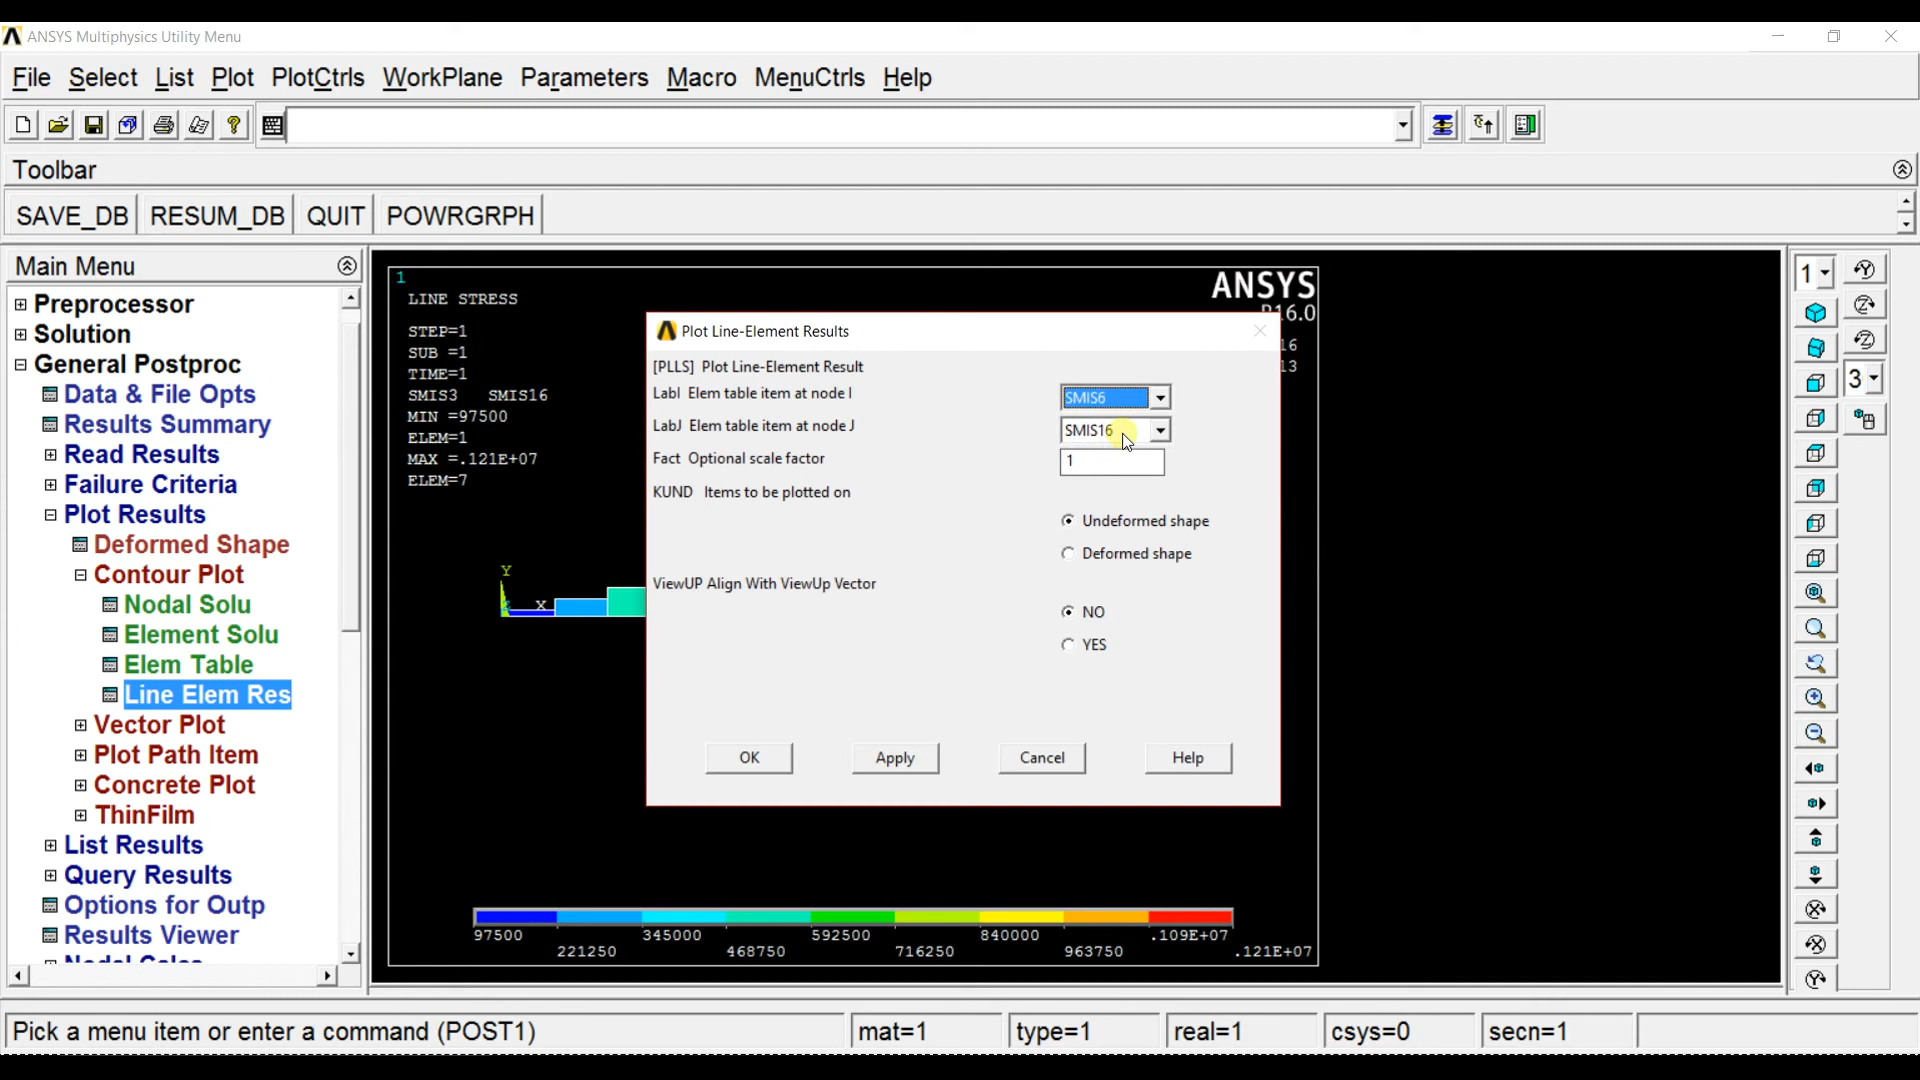 ANSYS Multiphysics Utility Menu
File Select List Plot PlotCtrls WorkPlane Parameters Macro MenuCtrls Help
Toolbar
SAVE_DB RESUM_DB QUIT POWRGRPH
Main Menu
Preprocessor
Solution
General Postproc
Data & File Opts
Results Summary
Read Results
Failure Criteria
Plot Results
Deformed Shape
Contour Plot
Nodal Solu
Element Solu
Elem Table
Line Elem Res
Vector Plot
Plot Path Item
Concrete Plot
ThinFilm
List Results
Query Results
Options for Outp
Results Viewer
1
LINE STRESS
STEP=1
SUB =1
TIME=1
SMIS3 SMIS16
MIN =97500
ELEM=1
MAX =.121E+07
ELEM=7
ANSYS
R16.0
16
13
Y
X
Plot Line-Element Results
[PLLS] Plot Line-Element Result
LabI Elem table item at node I
SMIS6
LabJ Elem table item at node J
SMIS16
Fact Optional scale factor
1
KUND Items to be plotted on
Undeformed shape
Deformed shape
ViewUP Align With ViewUp Vector
NO
YES
OK Apply Cancel Help
97500 345000 592500 840000 .109E+07
221250 468750 716250 963750 .121E+07
1
3
Pick a menu item or enter a command (POST1) mat=1 type=1 real=1 csys=0 secn=1